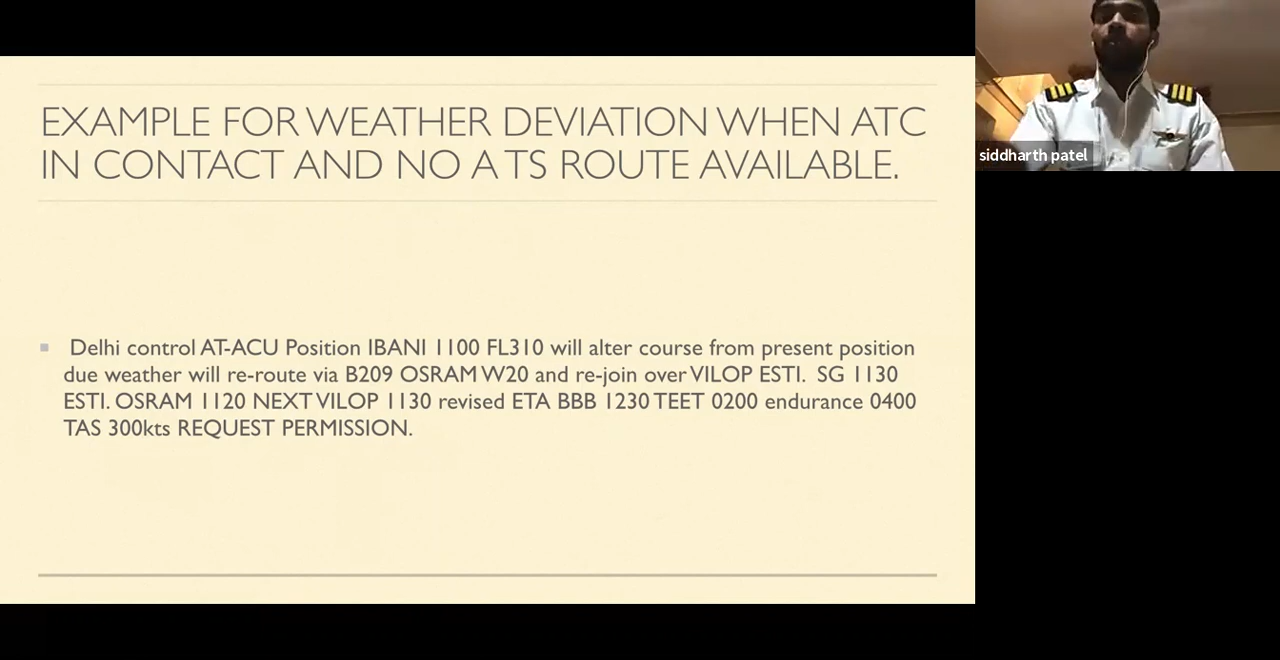 EXAMPLE FOR WEATHER DEVIATION WHEN ATC
IN CONTACT AND NO ATS ROUTE AVAILABLE.
siddharth patel
Delhi control AT-ACU Position IBANI 1100 FL310 will alter course from present position
due weather will re-route via B209 OSRAM W20 and re-join over VILOP ESTI. SG 1130
ESTI. OSRAM 1120 NEXT VILOP 1130 revised ETA BBB 1230 TEET 0200 endurance 0400
TAS 300kts REQUEST PERMISSION.